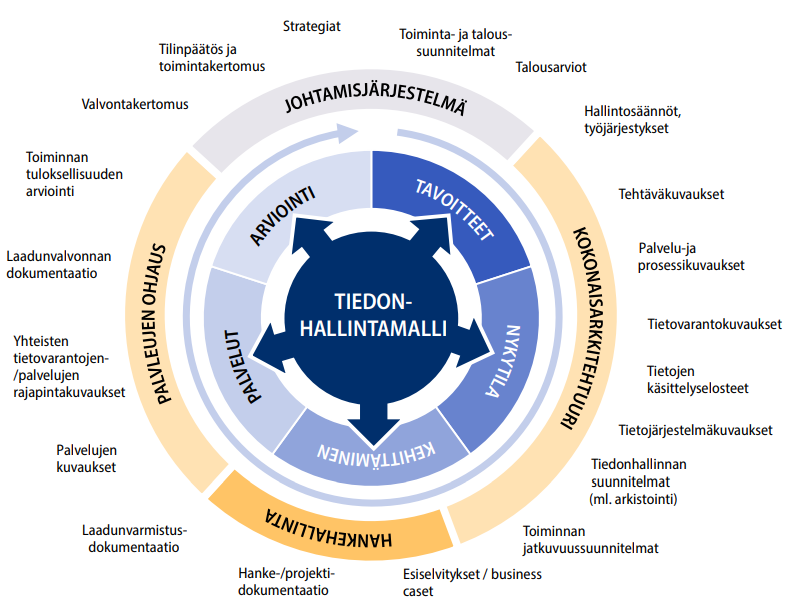 Strategiat
Toiminta- ja talous-
suunnitelmat
Talousarviot
Hallintosäännöt,
työjärjestykset
Tehtäväkuvaukset
Palvelu-ja
prosessikuvaukset
Tietovarantokuvaukset
Tietojen
käsittelyselosteet
Tietojärjestelmäkuvaukset
Tiedonhallinnan
suunnitelmat
(ml. arkistointi)
Toiminnan
jatkuvuussuunnitelmat
Esiselvitykset / business
caset
Hanke-/projekti-
dokumentaatio
Laadunvarmistus-
dokumentaatio
Palvelujen
kuvaukset
Yhteisten
tietovarantojen-
/palvelujen
rajapintakuvaukset
Laadunvalvonnan
dokumentaatio
Toiminnan
tuloksellisuuden
arviointi
Valvontakertomus
Tilinpäätös ja
toimintakertomus
JOHTAMISJÄRJESTELMÄ
KOKONAISARKKITEHTUURI
HANKEHALLINTA
PALVLEUJEN OHJAUS
ARVIOINTI
TAVOITTEET
NYKYTILA
KEHITTÄMINEN
PALVELUT
TIEDON-
HALLINTAMALLI